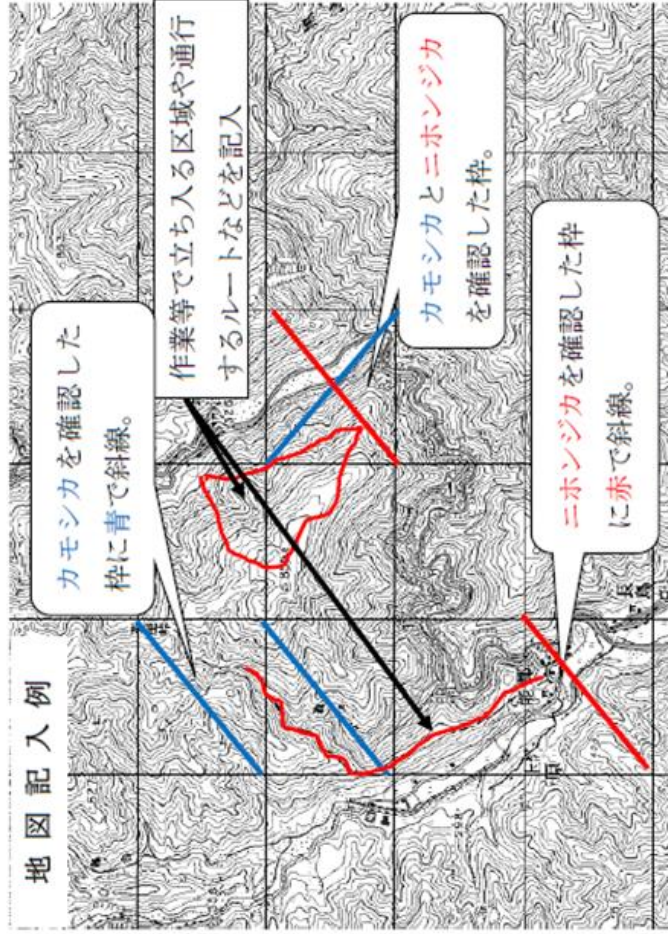 地図記入例
カモシカを確認した
枠に青で斜線。
作業等で立ち入る区域や通行
するルートなどを記入
カモシカとニホンジカ
を確認した枠。
ニホンジカを確認した枠
に赤で斜線。